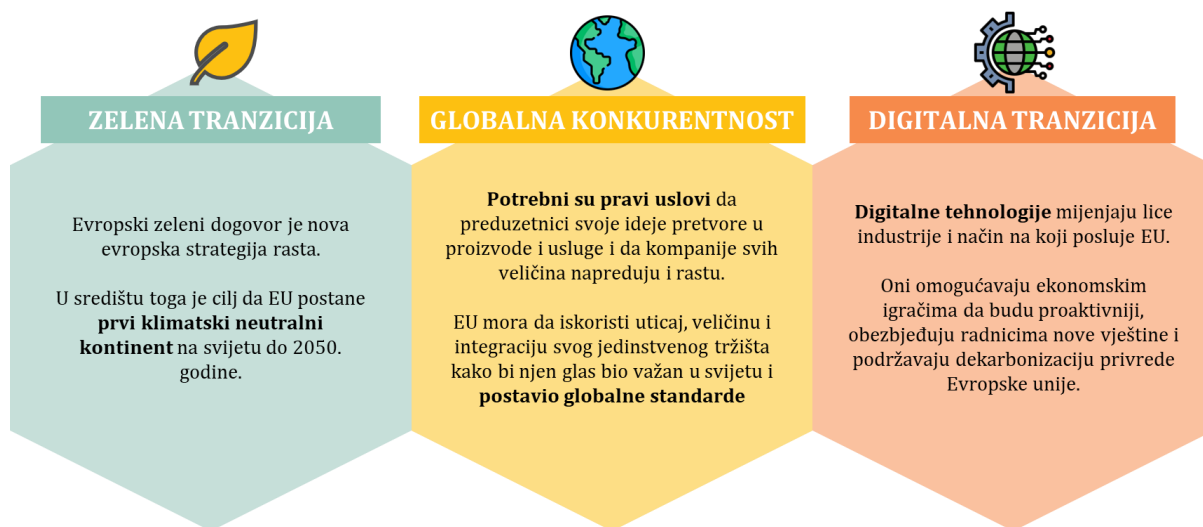 ZELENA TRANZICIJA
Evropski zeleni dogovor je nova
evropska strategija rasta.
U središtu toga je cilj da EU postane
prvi klimatski neutralni
kontinent na svijetu do 2050.
godine.
GLOBALNA KONKURENTNOST
Potrebni su pravi uslovi da
preduzetnici svoje ideje pretvore u
proizvode i usluge i da kompanije svih
veličina napreduju i rastu.
EU mora da iskoristi uticaj, veličinu i
integraciju svog jedinstvenog tržišta
kako bi njen glas bio važan u svijetu i
postavio globalne standarde
DIGITALNA TRANZICIJA
Digitalne tehnologije mijenjaju lice
industrije i način na koji posluje EU.
Oni omogućavaju ekonomskim
igračima da budu proaktivniji,
obezbjeđuju radnicima nove vještine i
podržavaju dekarbonizaciju privrede
Evropske unije.